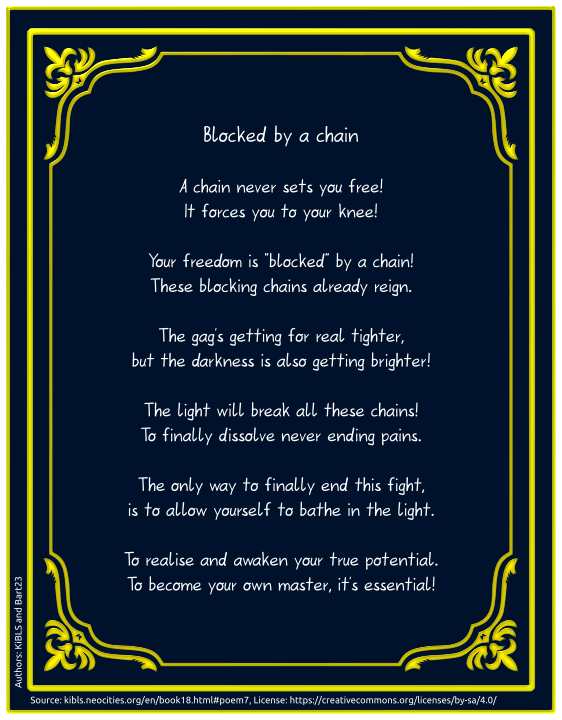 Blocked by a chain
A chain never sets you free!
It forces you to your knee!
Your freedom is "blocked" by a chain!
These blocking chains already reign.
The gag's getting for real tighter,
but the darkness is also getting brighter!
The light will break all these chains!
To finally dissolve never ending pains.
The only way to finally end this fight,
is to allow yourself to bathe in the light.
To realise and awaken your true potential.
To become your own master, it's essential!
Authors: KiBLS and Bart23
Source: kibls.neocities.org/en/book18.html#poem7, License: https://creativecommons.org/licenses/by-sa/4.0/